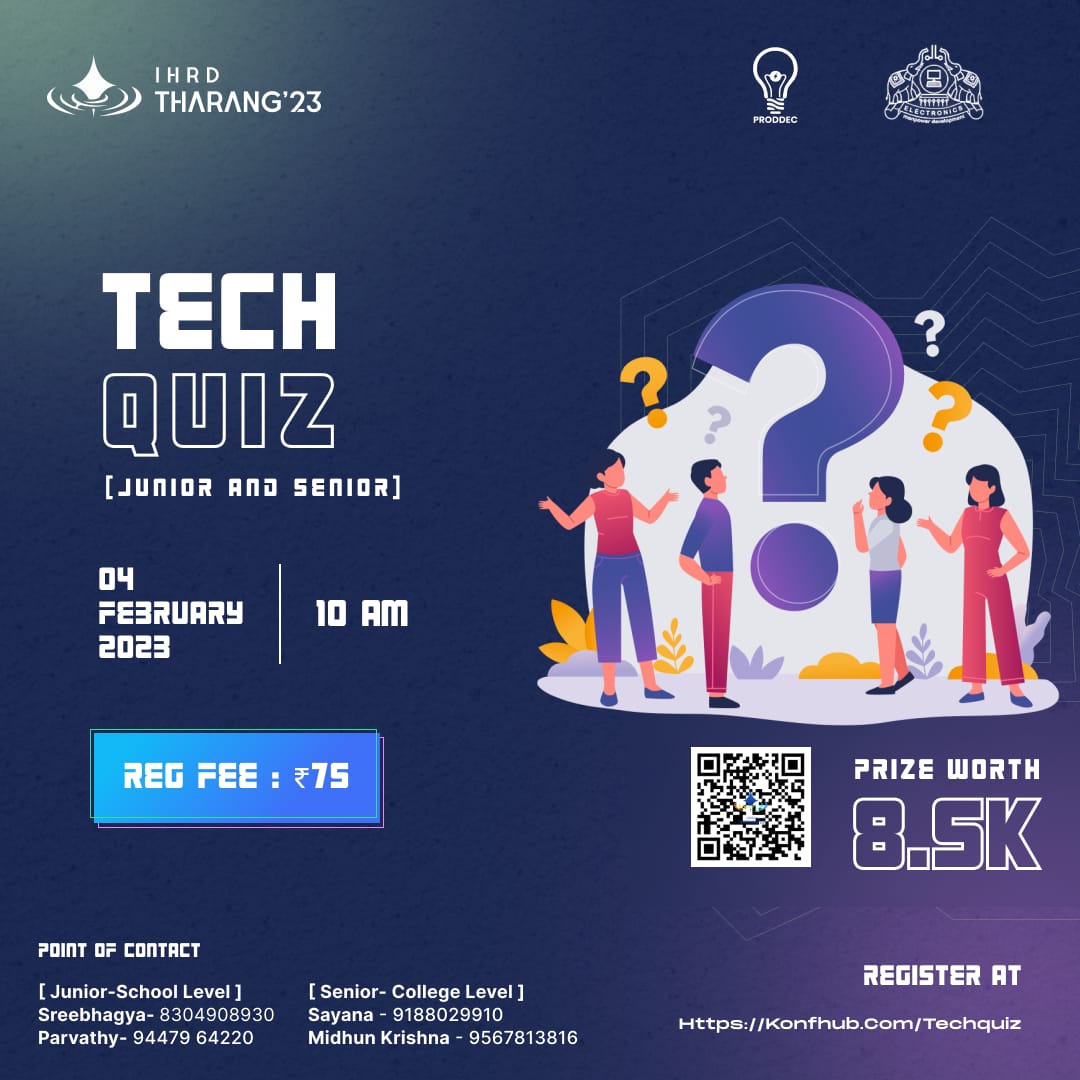 IHRD
THARANG'23
PRODDEC
ELECTRONICS
manpower development
TECH
QUIZ
[JUNIOR AND SENIOR]
04
FEBRUARY
2023
10 AM
REG FEE : ₹75
PRIZE WORTH
8.5K
POINT OF CONTACT
[ Junior-School Level ]
Sreebhagya- 8304908930
Parvathy- 94479 64220
[ Senior- College Level ]
Sayana - 9188029910
Midhun Krishna - 9567813816
REGISTER AT
Https://Konfhub.Com/Techquiz